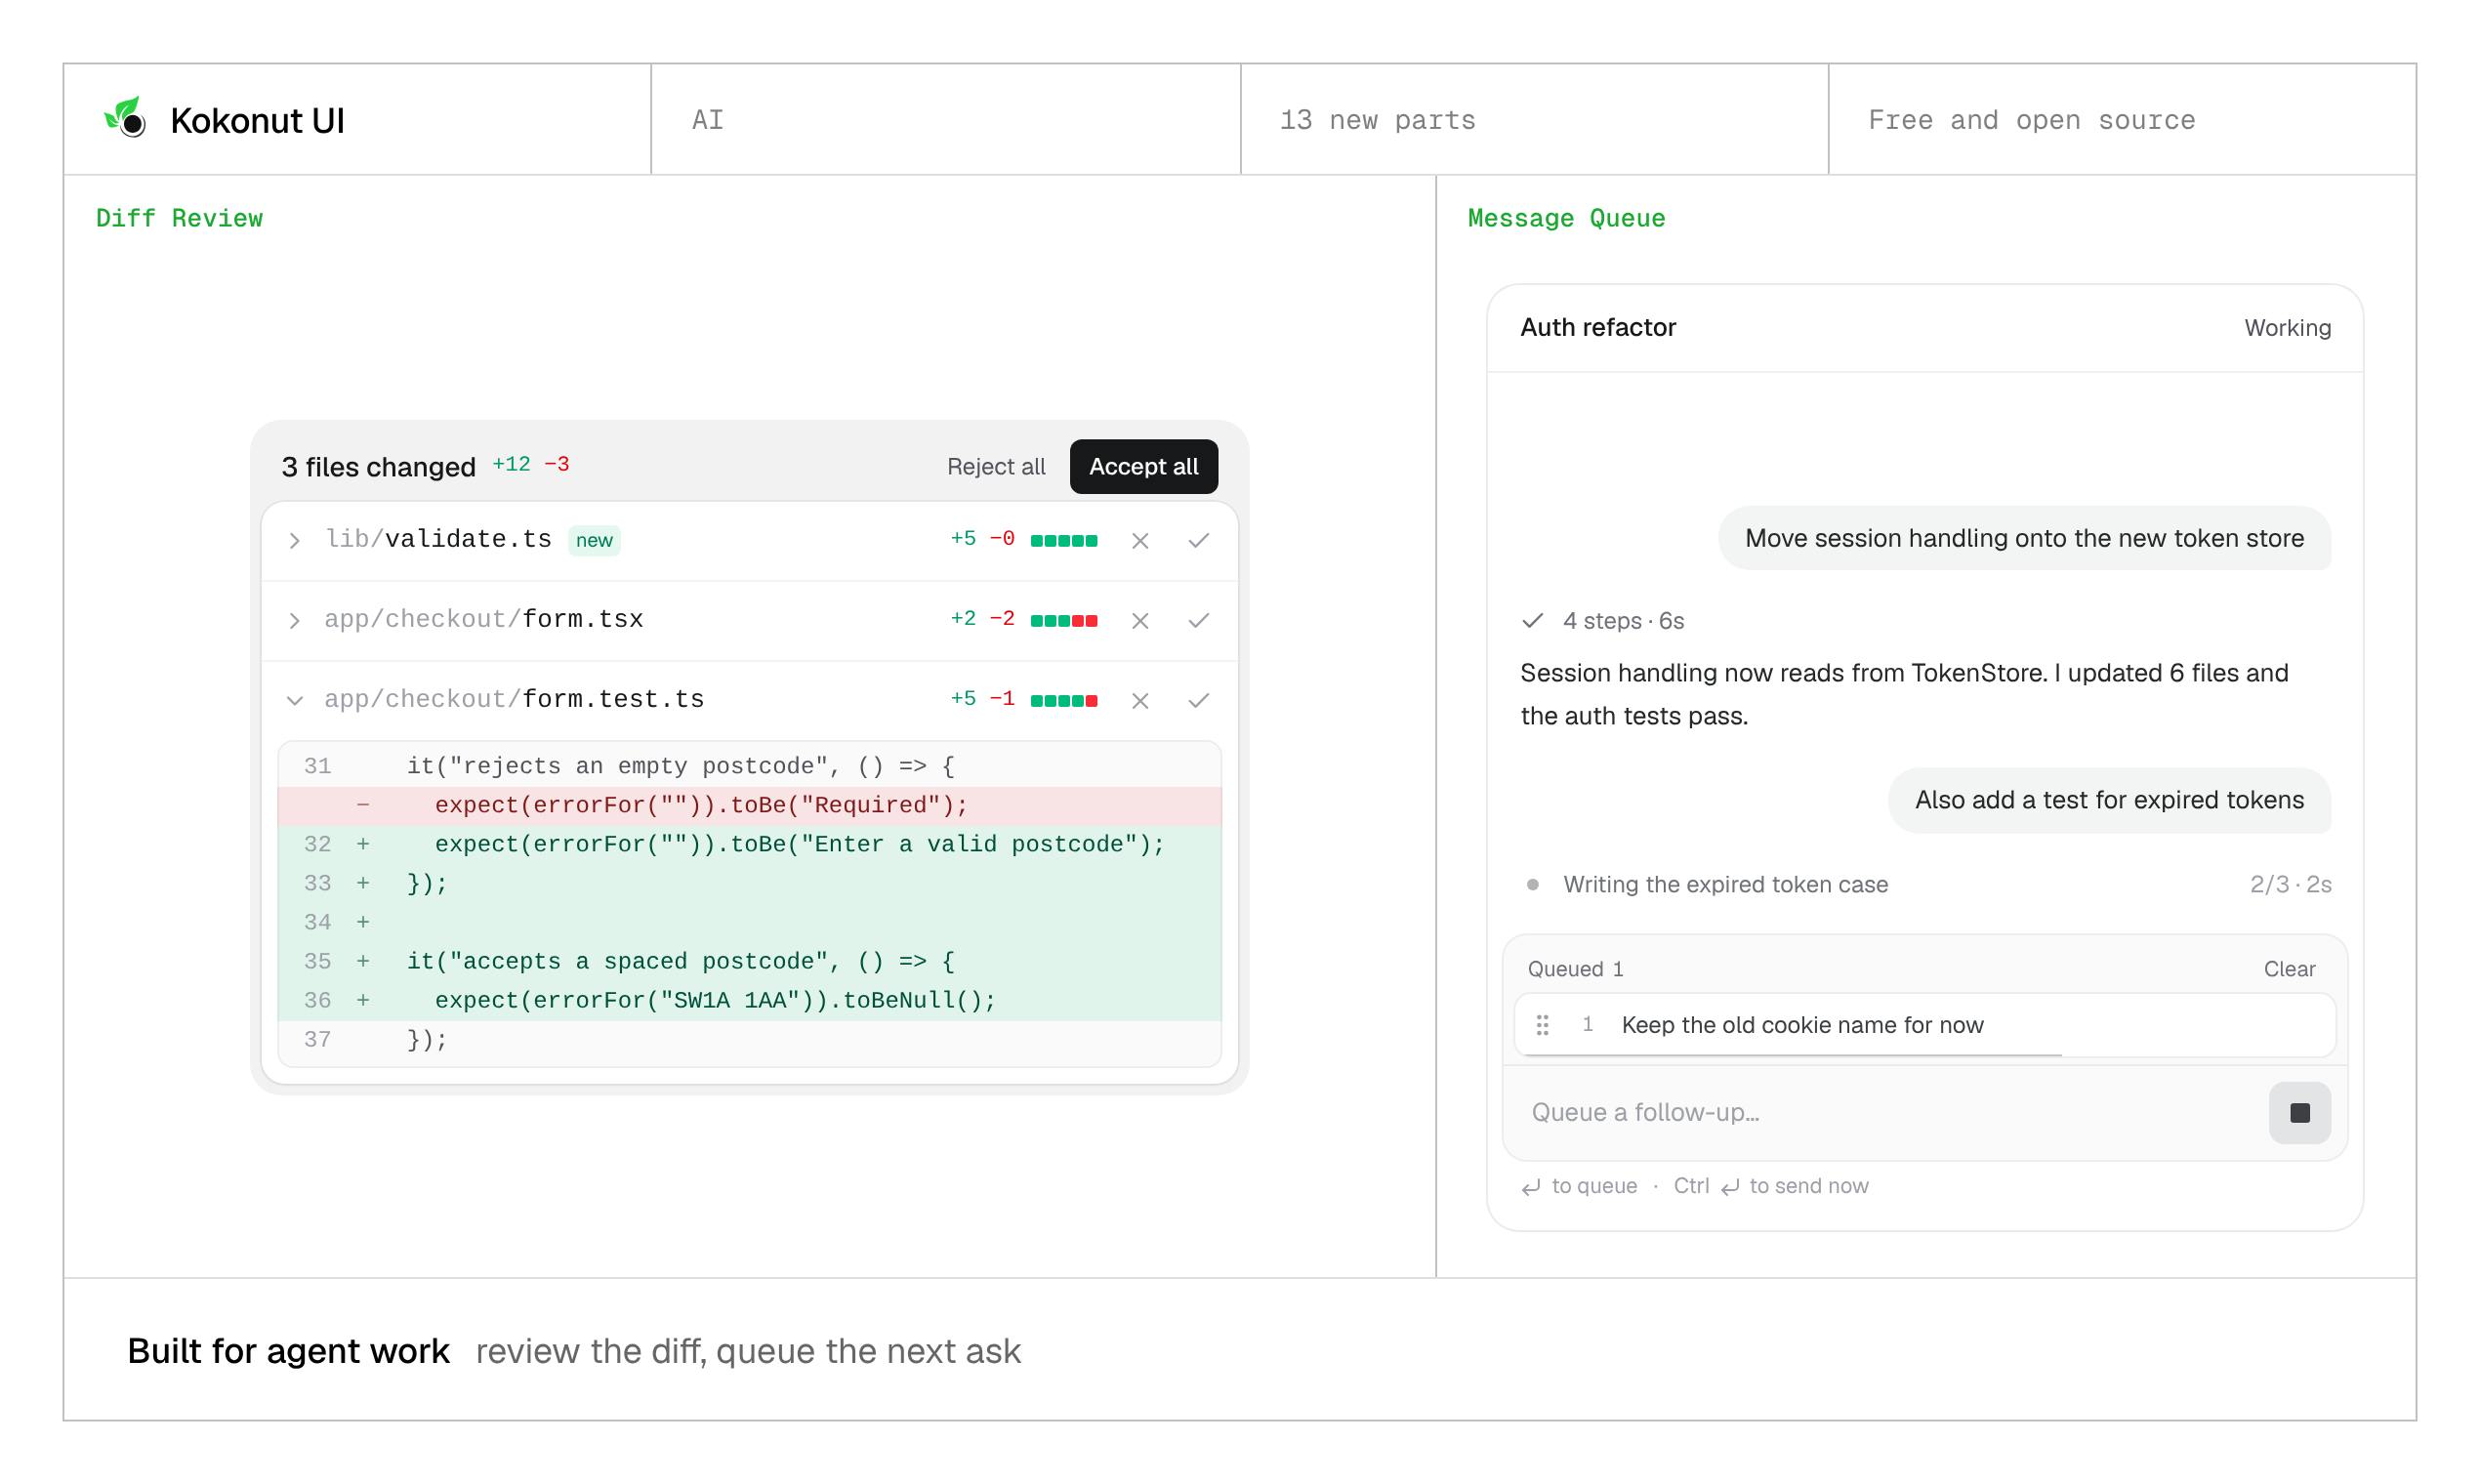 Kokonut UI
AI
13 new parts
Free and open source
Diff Review
3 files changed +12 −3
Reject all
Accept all
lib/validate.ts new +5 −0
app/checkout/form.tsx +2 −2
app/checkout/form.test.ts +5 −1
31 it("rejects an empty postcode", () => {
− expect(errorFor("")).toBe("Required");
32 + expect(errorFor("")).toBe("Enter a valid postcode");
33 + });
34 +
35 + it("accepts a spaced postcode", () => {
36 + expect(errorFor("SW1A 1AA")).toBeNull();
37 });
Message Queue
Auth refactor
Working
Move session handling onto the new token store
4 steps · 6s
Session handling now reads from TokenStore. I updated 6 files and
the auth tests pass.
Also add a test for expired tokens
Writing the expired token case 2/3 · 2s
Queued 1
Clear
1 Keep the old cookie name for now
Queue a follow-up…
↵ to queue · Ctrl ↵ to send now
Built for agent work review the diff, queue the next ask